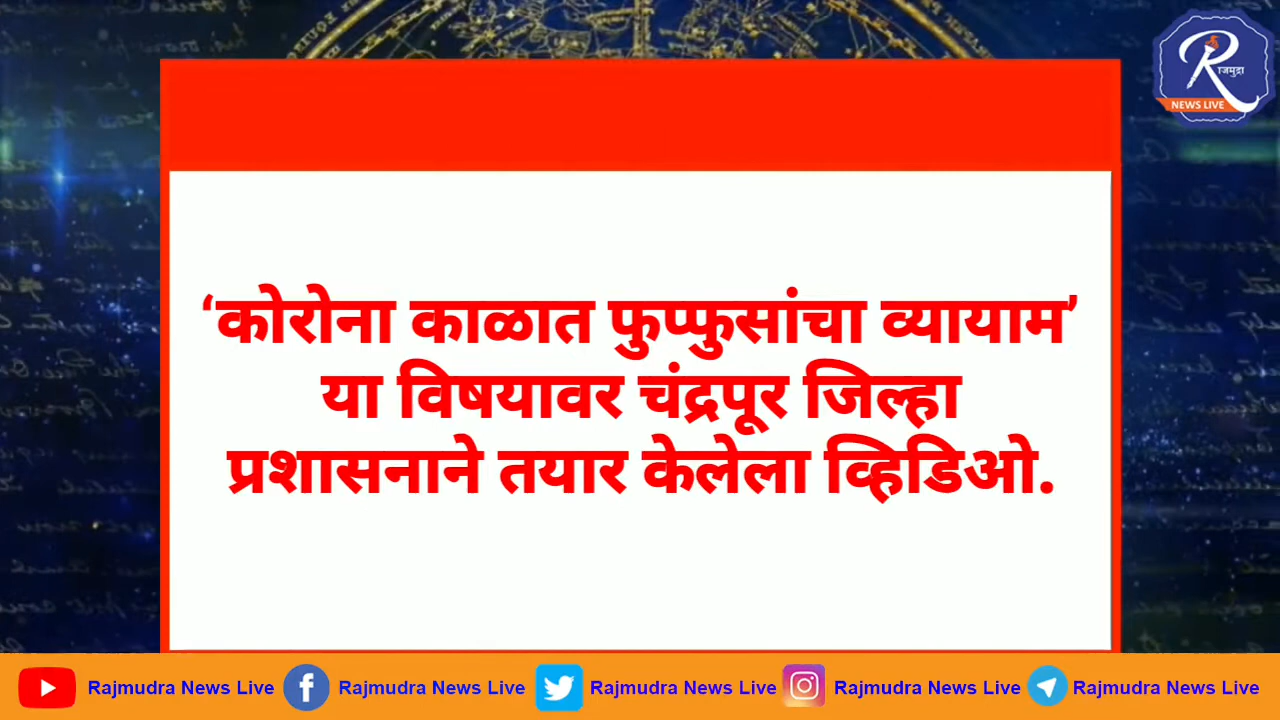 राजमुद्रा
NEWS LIVE
‘कोरोना काळात फुप्फुसांचा व्यायाम’
या विषयावर चंद्रपूर जिल्हा
प्रशासनाने तयार केलेला व्हिडिओ.
Rajmudra News Live Rajmudra News Live Rajmudra News Live Rajmudra News Live Rajmudra News Live